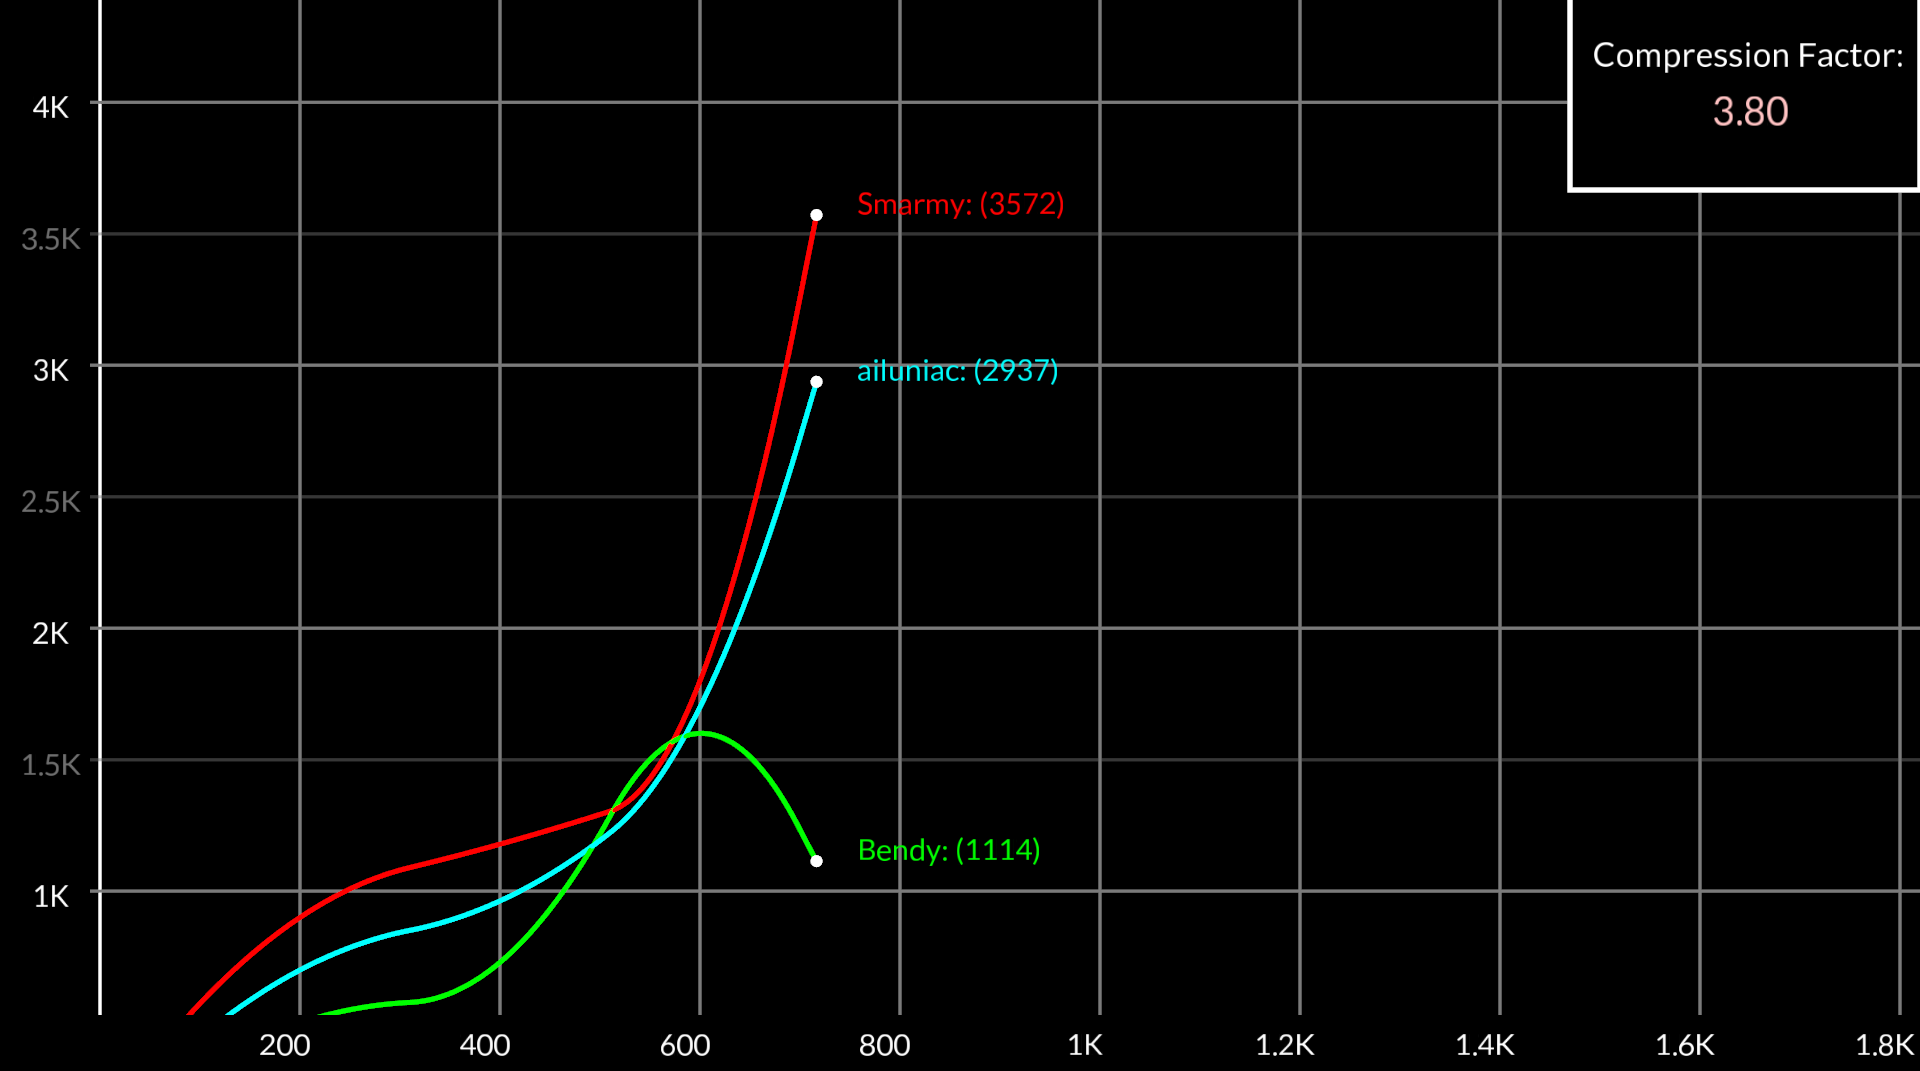 Compression Factor:
3.80
4K
3.5K
3K
2.5K
2K
1.5K
1K
Smarmy: (3572)
ailuniac: (2937)
Bendy: (1114)
200 400 600 800 1K 1.2K 1.4K 1.6K 1.8K